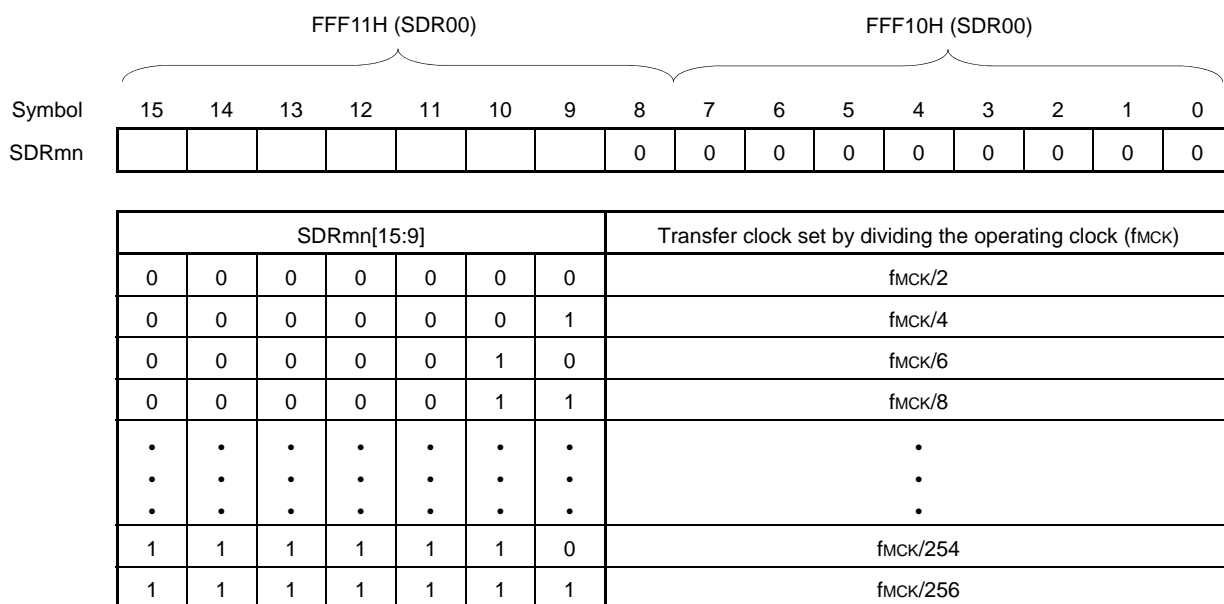 FFF11H (SDR00) FFF10H (SDR00)
Symbol 15 14 13 12 11 10 9 8 7 6 5 4 3 2 1 0
SDRmn 0 0 0 0 0 0 0 0 0
SDRmn[15:9] Transfer clock set by dividing the operating clock (fMCK)
0 0 0 0 0 0 0 fMCK/2
0 0 0 0 0 0 1 fMCK/4
0 0 0 0 0 1 0 fMCK/6
0 0 0 0 0 1 1 fMCK/8
• • • • • • • •
• • • • • • • •
• • • • • • • •
1 1 1 1 1 1 0 fMCK/254
1 1 1 1 1 1 1 fMCK/256